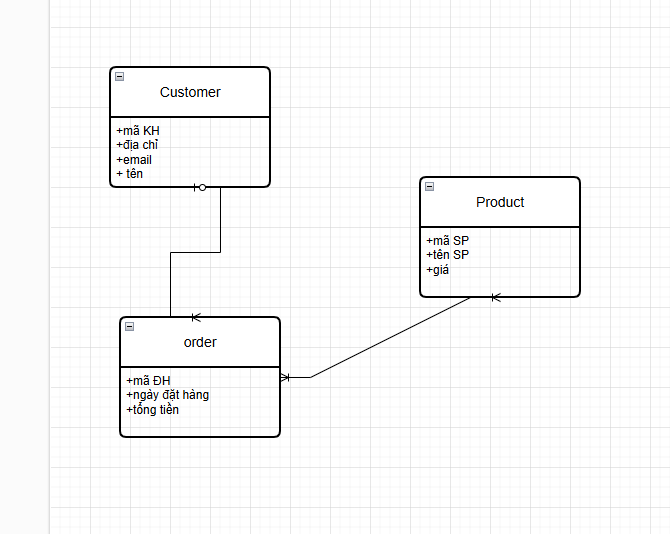 Customer
+mã KH
+địa chỉ
+email
+ tên
Product
+mã SP
+tên SP
+giá
order
+mã ĐH
+ngày đặt hàng
+tổng tiền